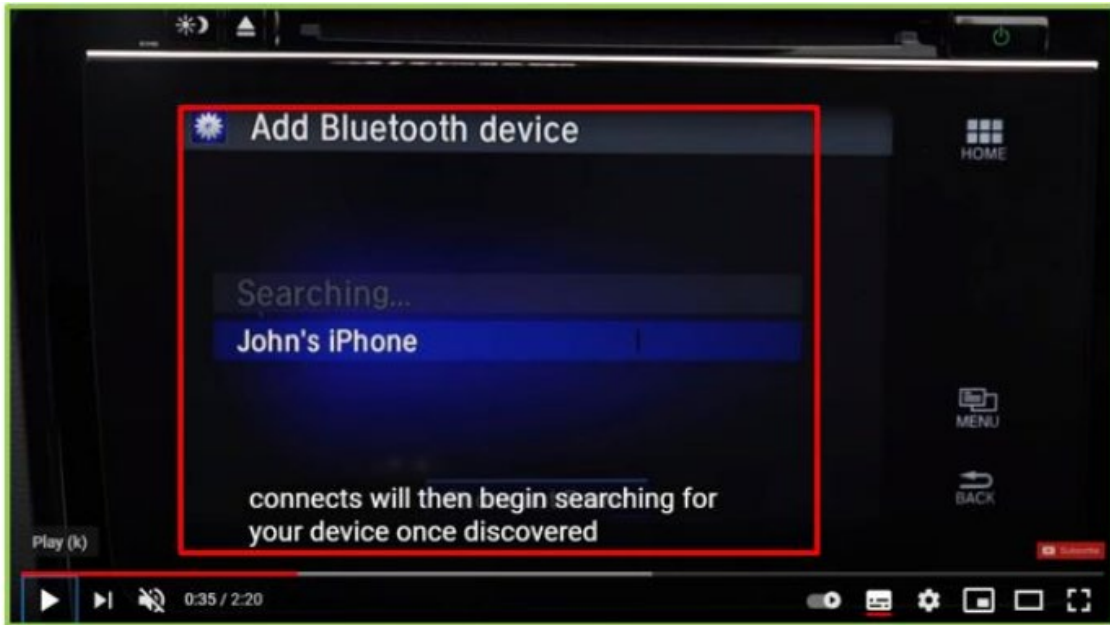 Add Bluetooth device
HOME
Searching...
John's iPhone
MENU
connects will then begin searching for
your device once discovered
BACK
Play (k)
Subscribe
0:35 / 2:20